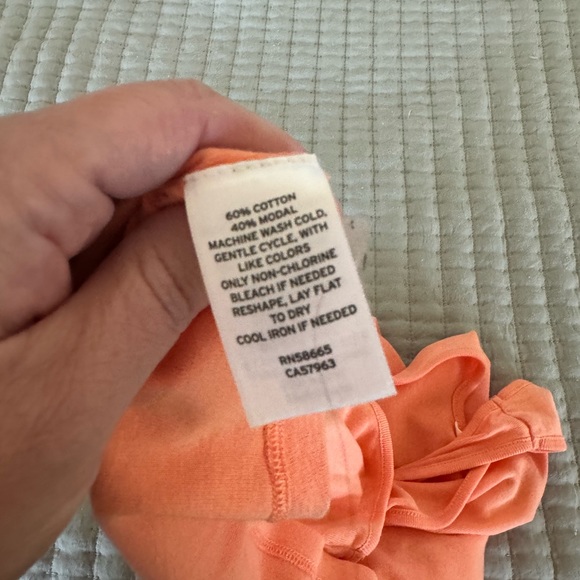 60% COTTON
40% MODAL
MACHINE WASH COLD,
GENTLE CYCLE, WITH
LIKE COLORS
ONLY NON-CHLORINE
BLEACH IF NEEDED
RESHAPE, LAY FLAT
TO DRY
COOL IRON IF NEEDED
RN58665
CA57963